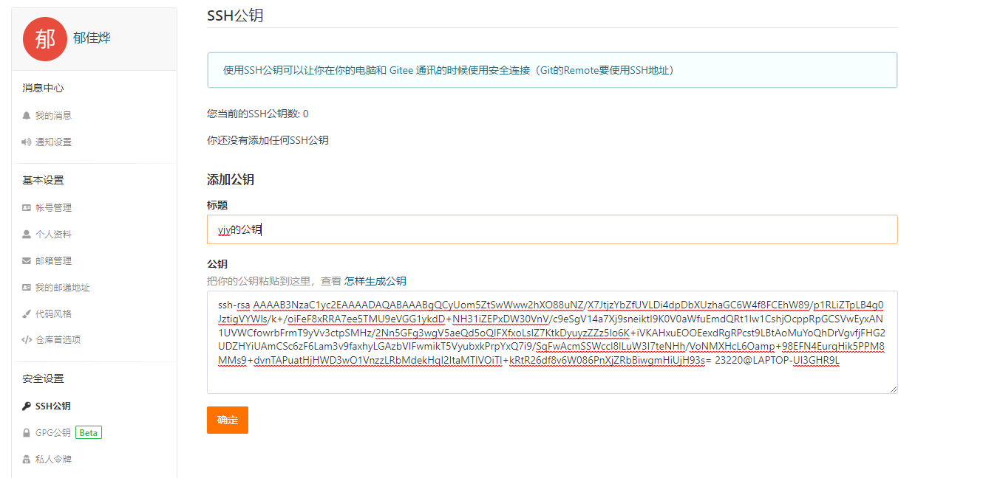 郁
郁佳烨
消息中心
我的消息
通知设置
基本设置
帐号管理
个人资料
邮箱管理
我的邮递地址
代码风格
仓库首选项
安全设置
SSH公钥
GPG公钥 Beta
私人令牌
SSH公钥
使用SSH公钥可以让你在你的电脑和 Gitee 通讯的时候使用安全连接（Git的Remote要使用SSH地址）
您当前的SSH公钥数: 0
你还没有添加任何SSH公钥
添加公钥
标题
yjy的公钥
公钥
把你的公钥粘贴到这里，查看 怎样生成公钥
ssh-rsa AAAAB3NzaC1yc2EAAAADAQABAAABgQCyUom5ZtSwWww2hXO88uNZ/X7JtjzYbZfUVLDi4dpDbXUzhaGC6W4f8FCEhW89/p1RLiZTpLB4g0
JztigVYWIs/k+/oiFeF8xRRA7ee5TMU9eVGG1ykdD+NH31iZEPxDW30VnV/c9eSgV14a7Xj9sneiktI9K0V0aWfuEmdQRt1Iw1CshjOcppRpGCSVwEyxAN
1UVWCfowrbFrmT9yVv3ctpSMHz/2Nn5GFg3wgV5aeQd5oQIFXfxoLsIZ7KtkDyuyzZZz5Io6K+iVKAHxuEOOEexdRgRPcst9LBtAoMuYoQhDrVgvfjFHG2
UDZHYiUAmCSc6zF6Lam3v9faxhyLGAzbVIFwmikT5VyubxkPrpYxQ7i9/SqFwAcmSSWccI8ILuW3I7teNHh/VoNMXHcL6Oamp+98EFN4EurqHik5PPM8
MMs9+dvnTAPuatHjHWD3wO1VnzzLRbMdekHqI2ItaMTIVOiTI+kRtR26df8v6W086PnXjZRbBiwgmHiUjH93s= 23220@LAPTOP-UI3GHR9L
确定